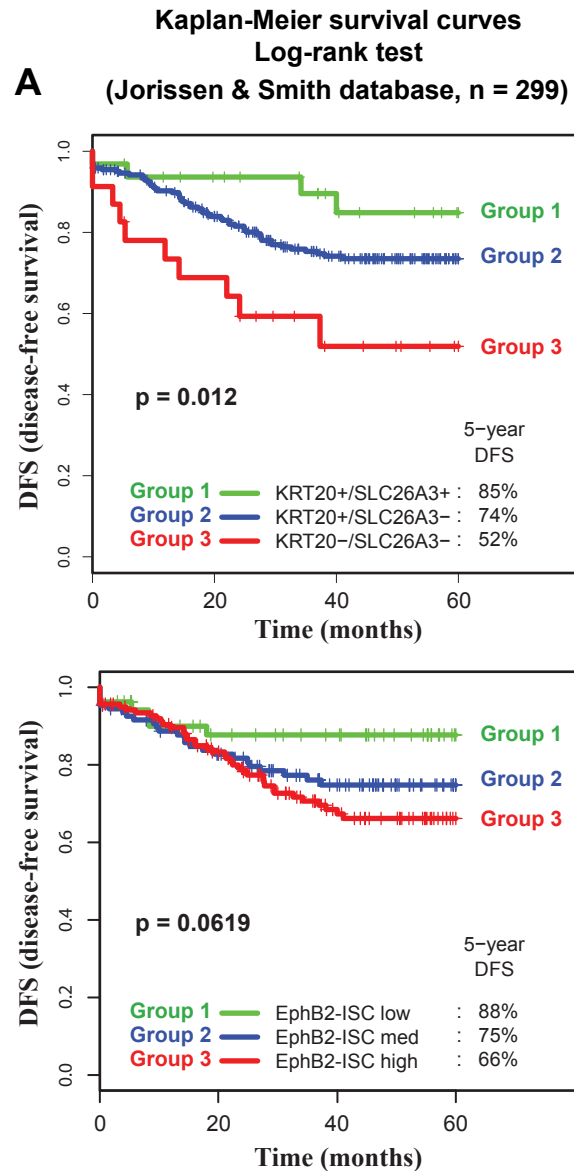 Kaplan-Meier survival curves
Log-rank test
(Jorissen & Smith database, n = 299)
A
DFS (disease-free survival)
1.0
0.8
0.6
0.4
0.2
0.0
Group 1
Group 2
Group 3
p = 0.012
5−year
DFS
Group 1 KRT20+/SLC26A3+ : 85%
Group 2 KRT20+/SLC26A3− : 74%
Group 3 KRT20−/SLC26A3− : 52%
0 20 40 60
Time (months)
DFS (disease-free survival)
1.0
0.8
0.6
0.4
0.2
0.0
Group 1
Group 2
Group 3
p = 0.0619
5−year
DFS
Group 1 EphB2-ISC low : 88%
Group 2 EphB2-ISC med : 75%
Group 3 EphB2-ISC high : 66%
0 20 40 60
Time (months)